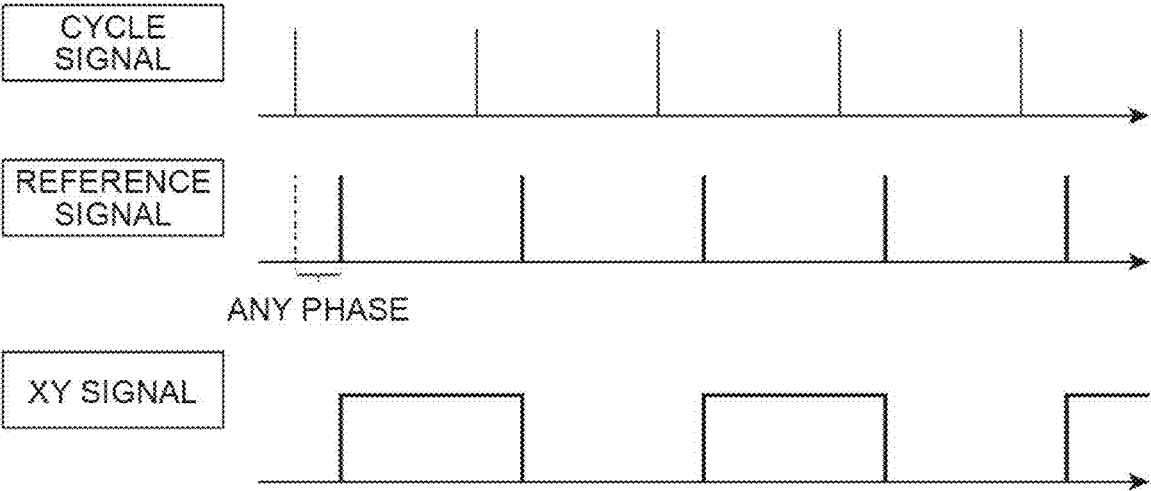 CYCLE
SIGNAL
REFERENCE
SIGNAL
ANY PHASE
XY SIGNAL